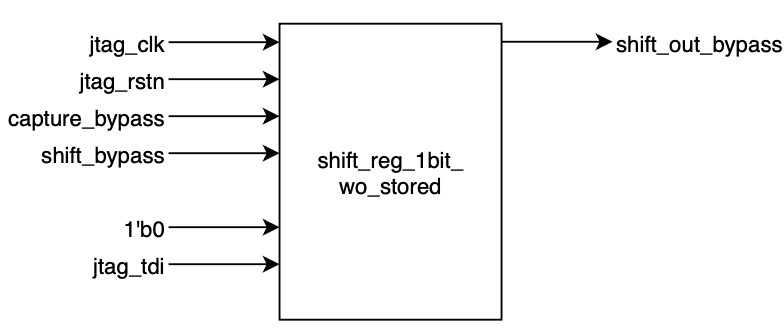 jtag_clk
shift_out_bypass
jtag_rstn
capture_bypass
shift_bypass
shift_reg_1bit_
wo_stored
1'b0
jtag_tdi